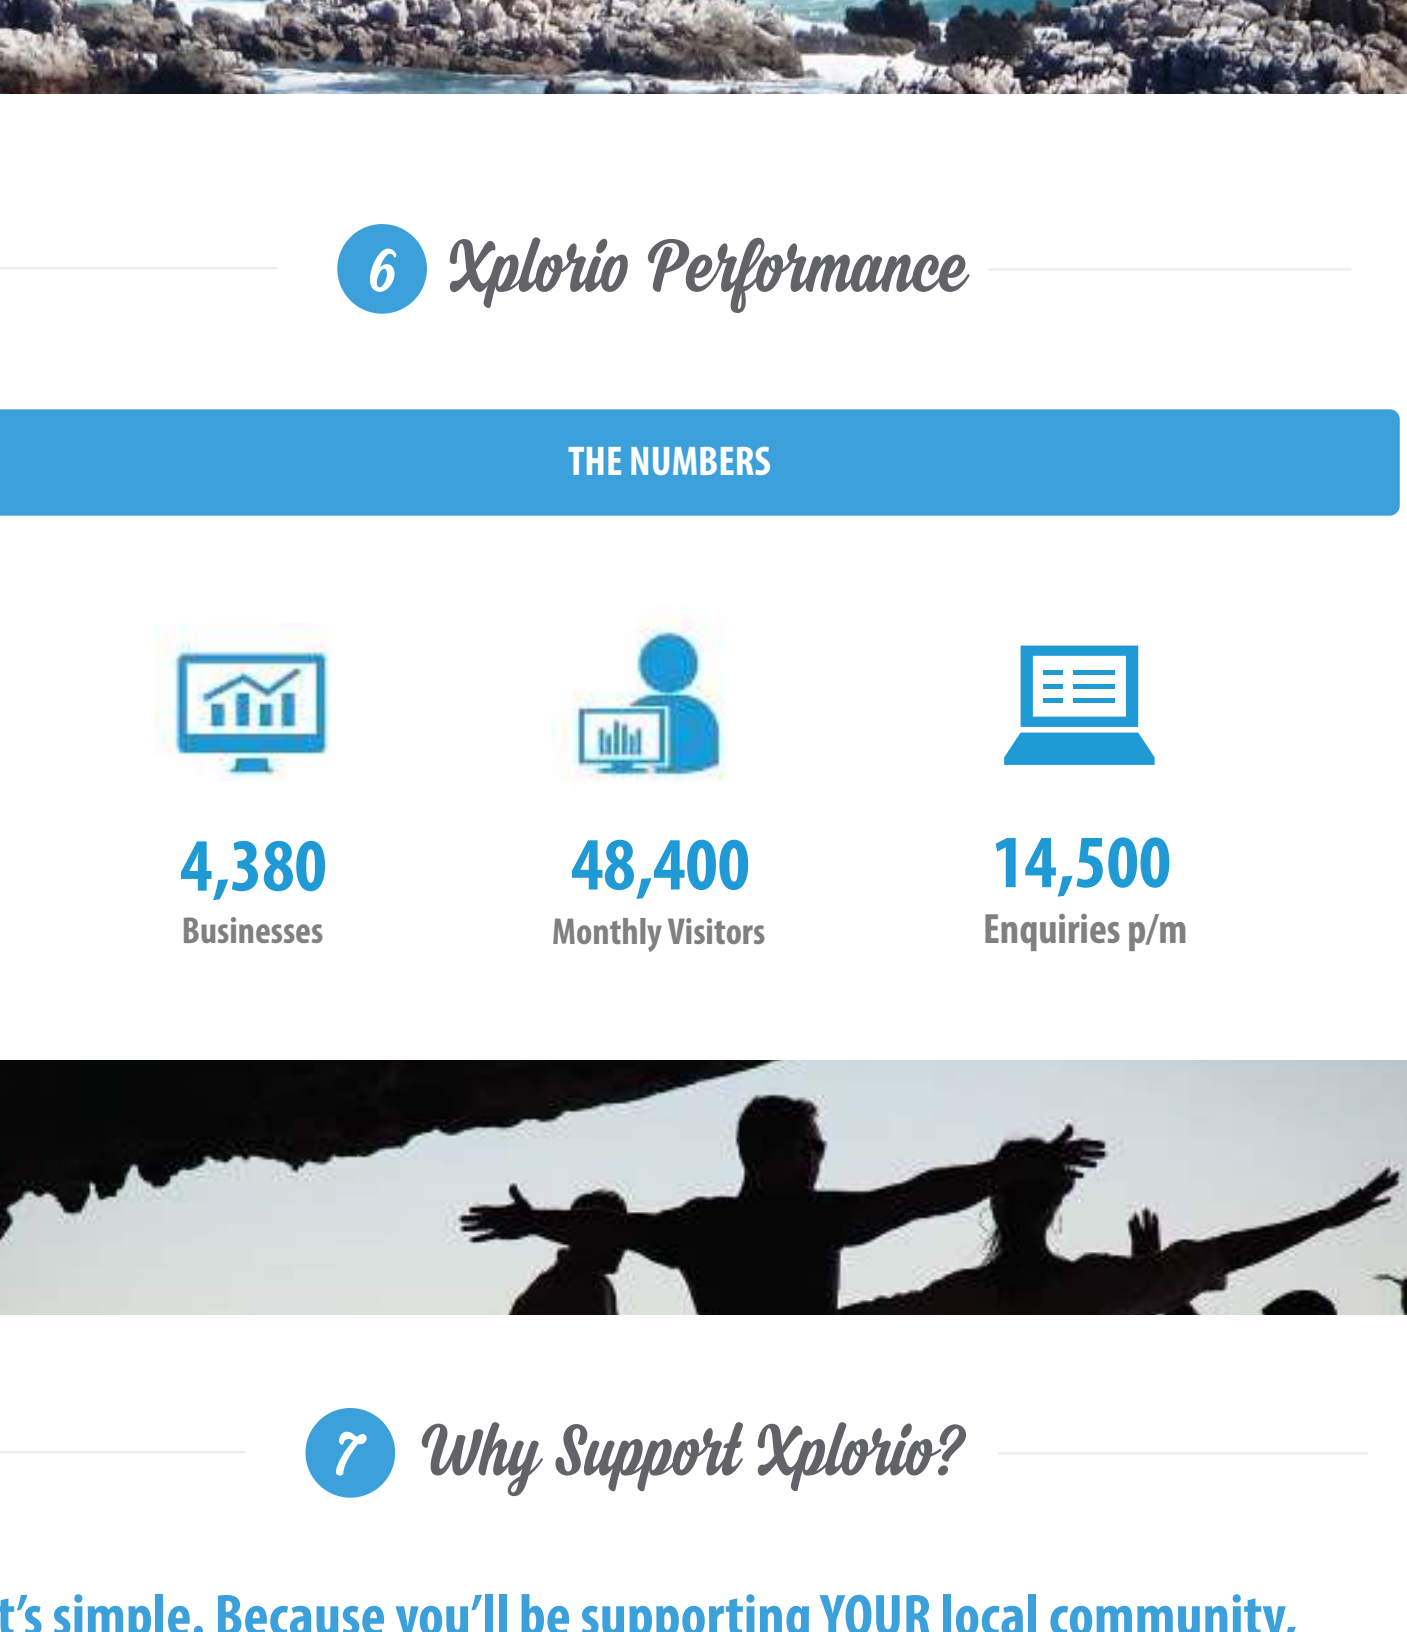 6 Xplorio Performance
THE NUMBERS
4,380 48,400 14,500
Businesses Monthly Visitors Enquiries p/m
7 Why Support Xplorio?
t’s simple. Because you’ll be supporting YOUR local community,